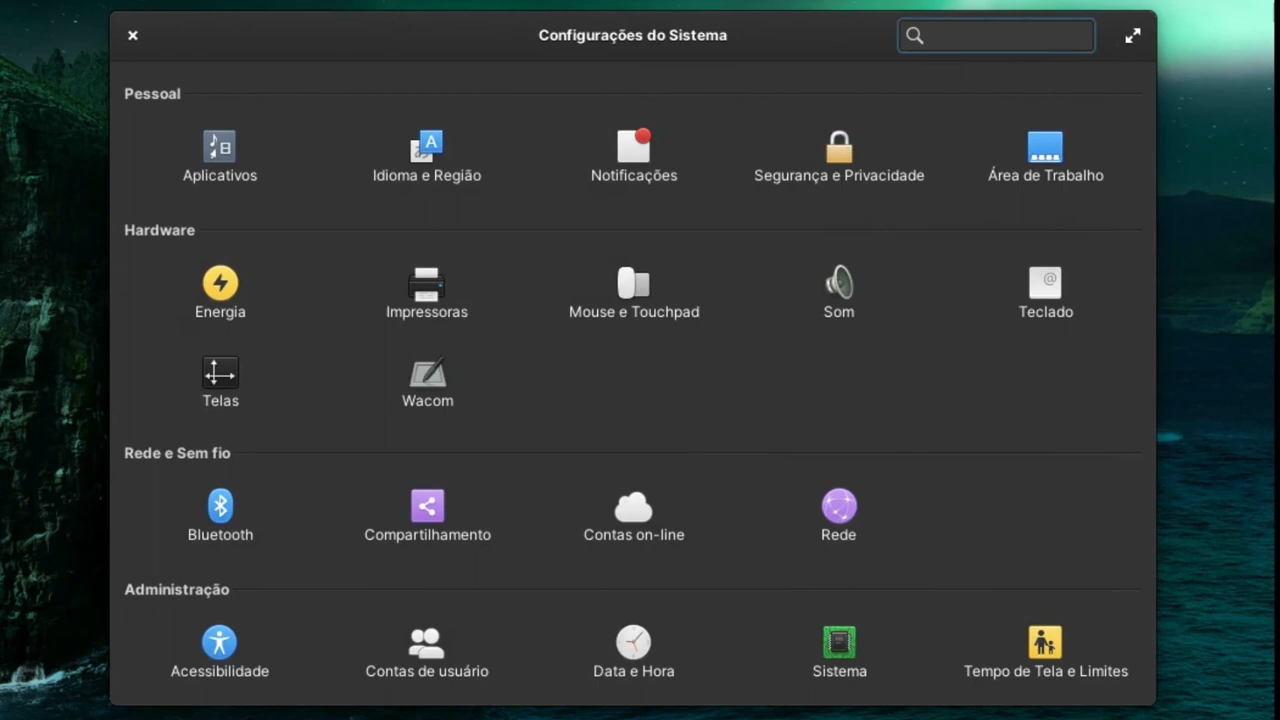 Configurações do Sistema
Pessoal
Aplicativos
Idioma e Região
Notificações
Segurança e Privacidade
Área de Trabalho
Hardware
Energia
Impressoras
Mouse e Touchpad
Som
Teclado
Telas
Wacom
Rede e Sem fio
Bluetooth
Compartilhamento
Contas on-line
Rede
Administração
Acessibilidade
Contas de usuário
Data e Hora
Sistema
Tempo de Tela e Limites